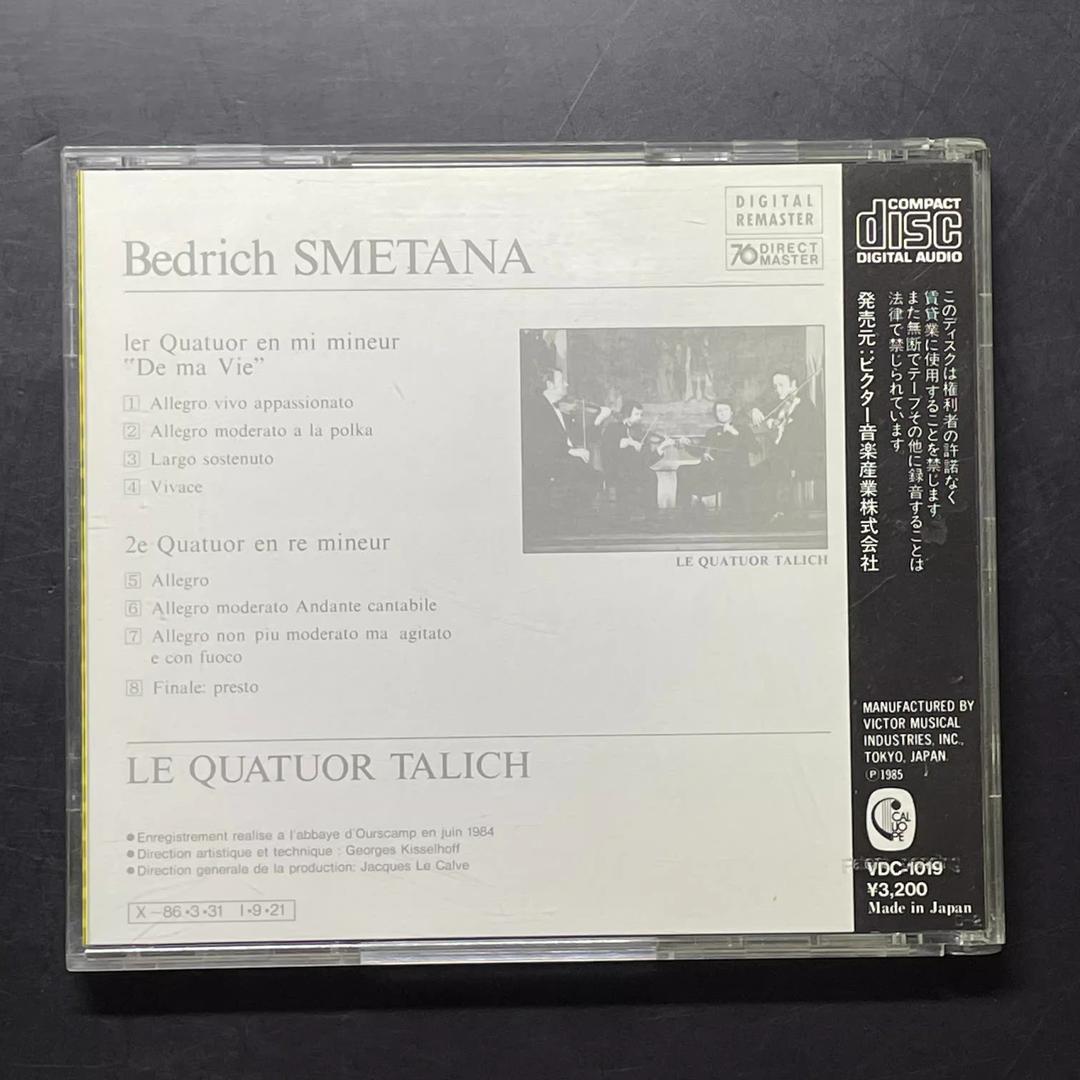 DIGITAL
REMASTER
76 DIRECT
MASTER
Bedrich SMETANA
1er Quatuor en mi mineur
"De ma Vie"
1 Allegro vivo appassionato
2 Allegro moderato a la polka
3 Largo sostenuto
4 Vivace
2e Quatuor en re mineur
5 Allegro
6 Allegro moderato Andante cantabile
7 Allegro non piu moderato ma agitato
e con fuoco
8 Finale: presto
LE QUATUOR TALICH
LE QUATUOR TALICH
●Enregistrement realise a l'abbaye d'Ourscamp en juin 1984
●Direction artistique et technique : Georges Kisselhoff
●Direction generale de la production: Jacques Le Calve
X-86・3・31 1・9・21
COMPACT
disc
DIGITAL AUDIO
このディスクは権利者の許諾なく
賃貸業に使用することを禁じます。
また無断でテープその他に録音することは
法律で禁じられています
発売元:ビクター音楽産業株式会社
MANUFACTURED BY
VICTOR MUSICAL
INDUSTRIES, INC.,
TOKYO, JAPAN.
Ⓟ1985
CALLIOPE
VDC-1019
¥3,200
Made in Japan